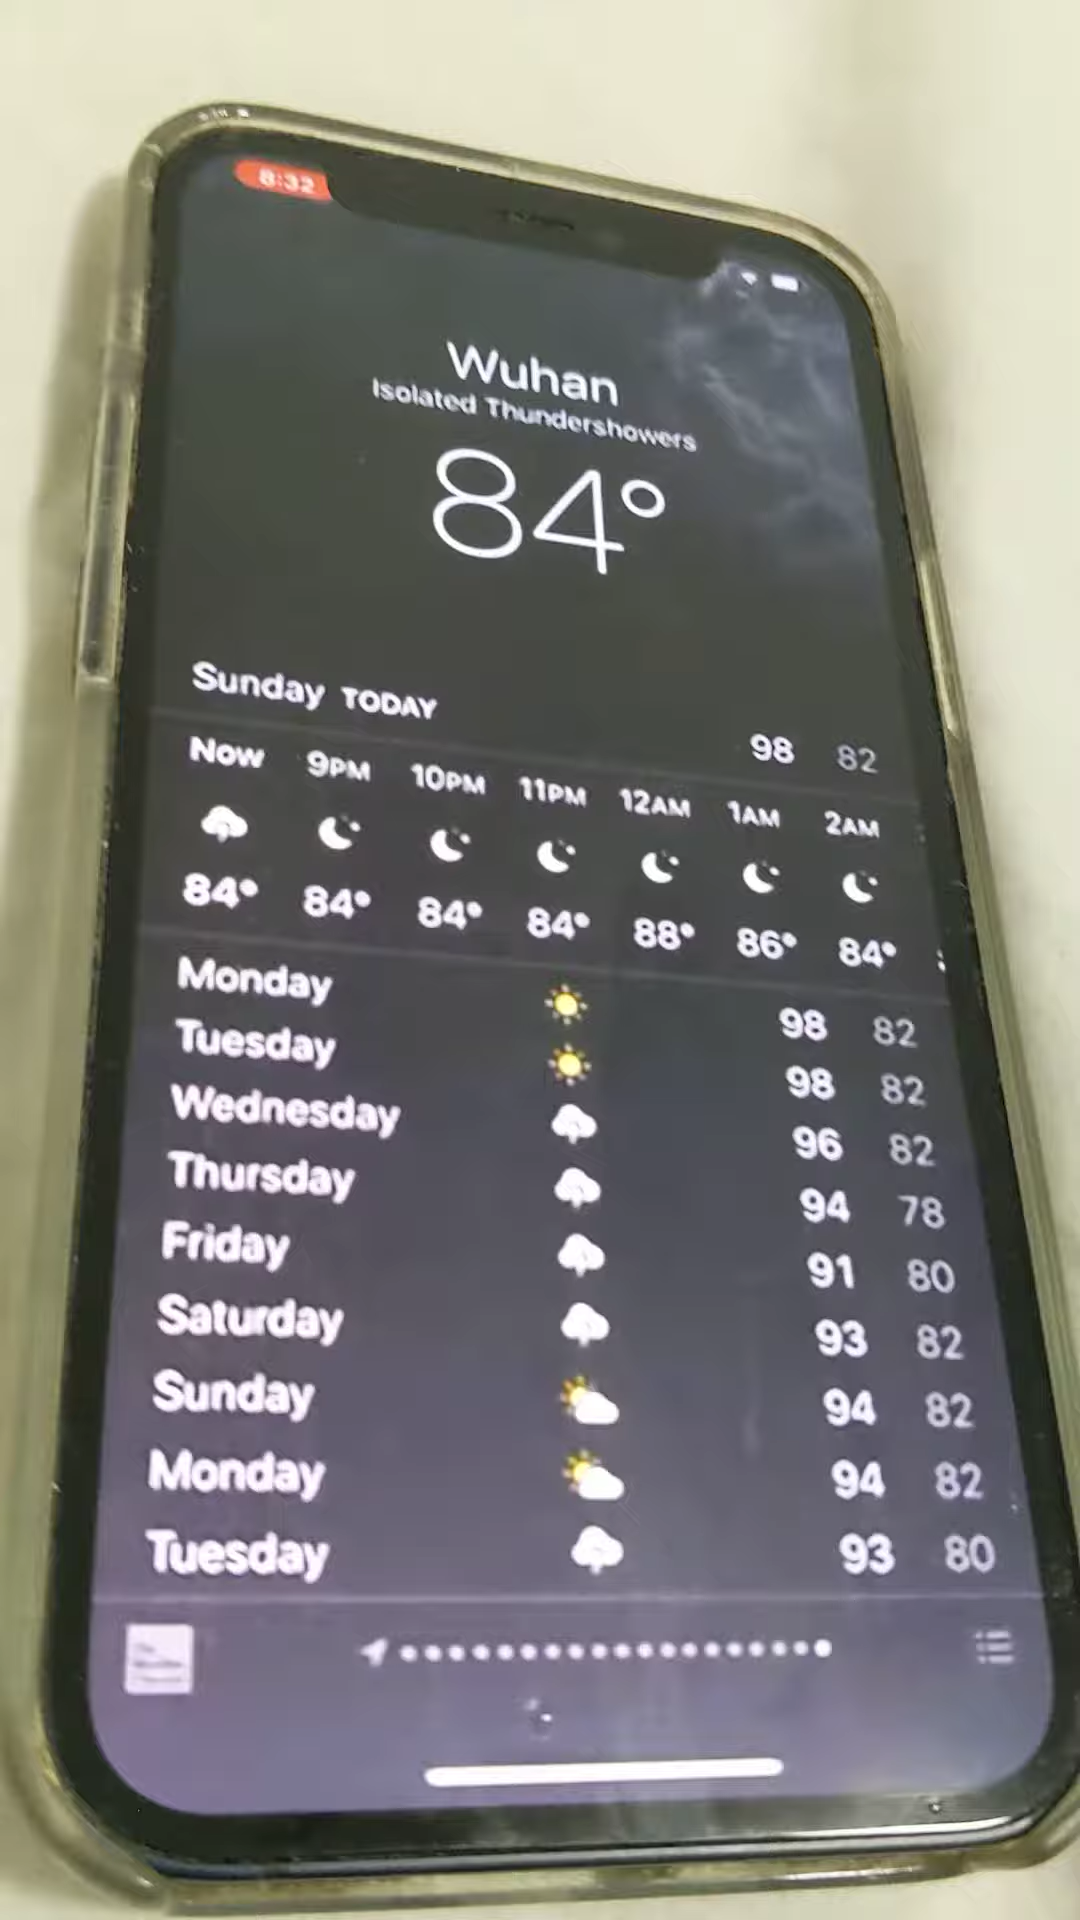 8:32
Wuhan
Isolated Thundershowers
84°
Sunday TODAY 98 82
Now 9PM 10PM 11PM 12AM 1AM 2AM
84° 84° 84° 84° 88° 86° 84°
Monday 98 82
Tuesday 98 82
Wednesday 96 82
Thursday 94 78
Friday 91 80
Saturday 93 82
Sunday 94 82
Monday 94 82
Tuesday 93 80